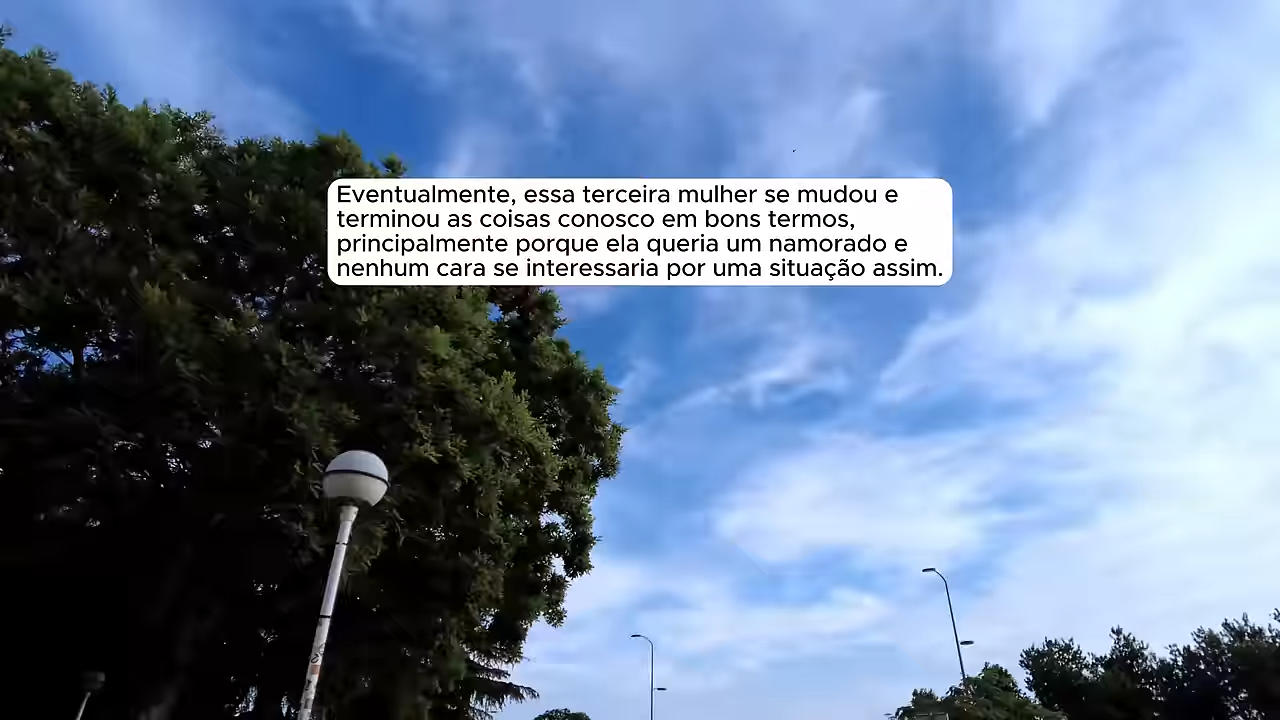 Eventualmente, essa terceira mulher se mudou e
terminou as coisas conosco em bons termos,
principalmente porque ela queria um namorado e
nenhum cara se interessaria por uma situação assim.